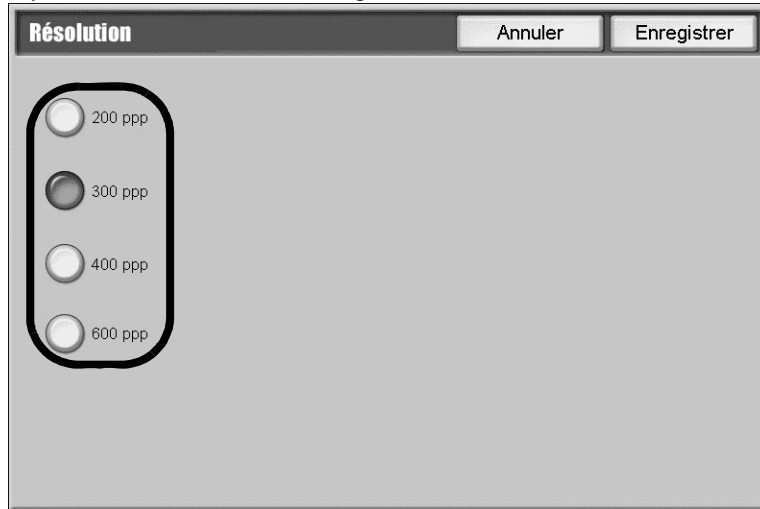 Résolution
Annuler
Enregistrer
200 ppp
300 ppp
400 ppp
600 ppp